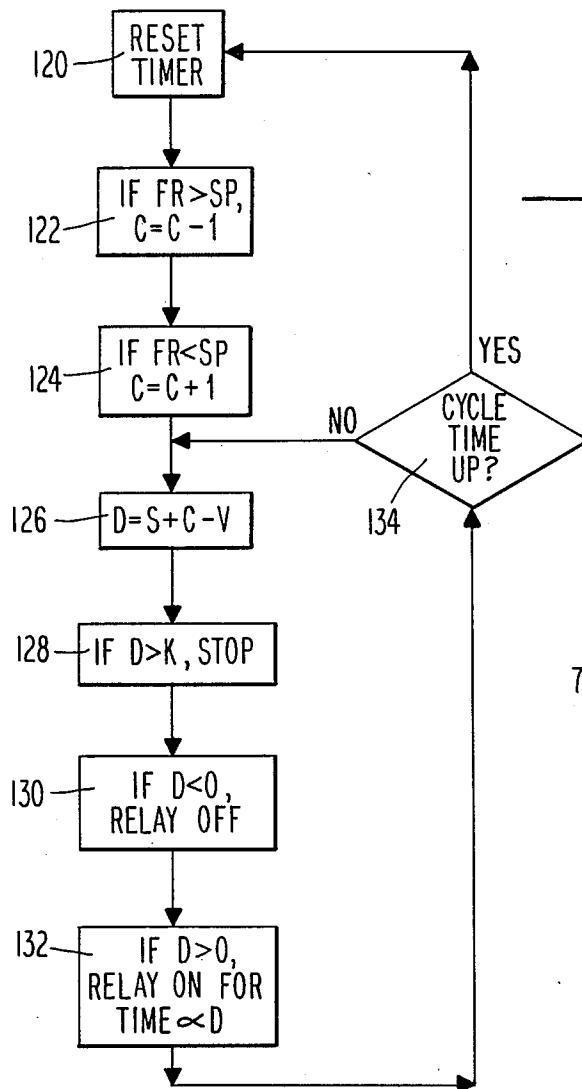 120
RESET
TIMER
122
IF FR>SP,
C=C-1
124
IF FR<SP
C=C+1
NO
YES
CYCLE
TIME
UP?
134
126
D=S+C-V
128
IF D>K, STOP
7
130
IF D<0,
RELAY OFF
132
IF D>0,
RELAY ON FOR
TIME ∝ D